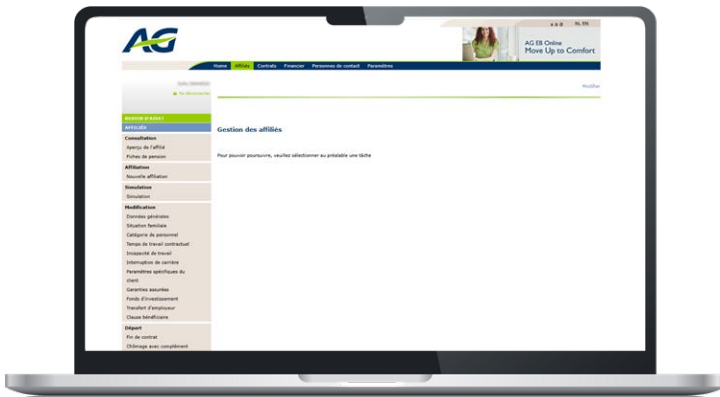 AG
a a a NL EN
AG EB Online
Move Up to Comfort
Home Affiliés Contrats Financier Personnes de contact Paramètres
Se déconnecter
Modifier
AFFILIÉS
Gestion des affiliés
Pour pouvoir poursuivre, veuillez sélectionner au préalable une tâche
Consultation
Aperçu de l'affilié
Fiches de pension
Affiliation
Nouvelle affiliation
Simulation
Simulation
Modification
Données générales
Situation familiale
Catégorie de personnel
Temps de travail contractuel
Incapacité de travail
Interruption de carrière
Paramètres spécifiques du
client
Garanties assurées
Fonds d'investissement
Transfert d'employeur
Clause bénéficiaire
Départ
Fin de contrat
Chômage avec complément